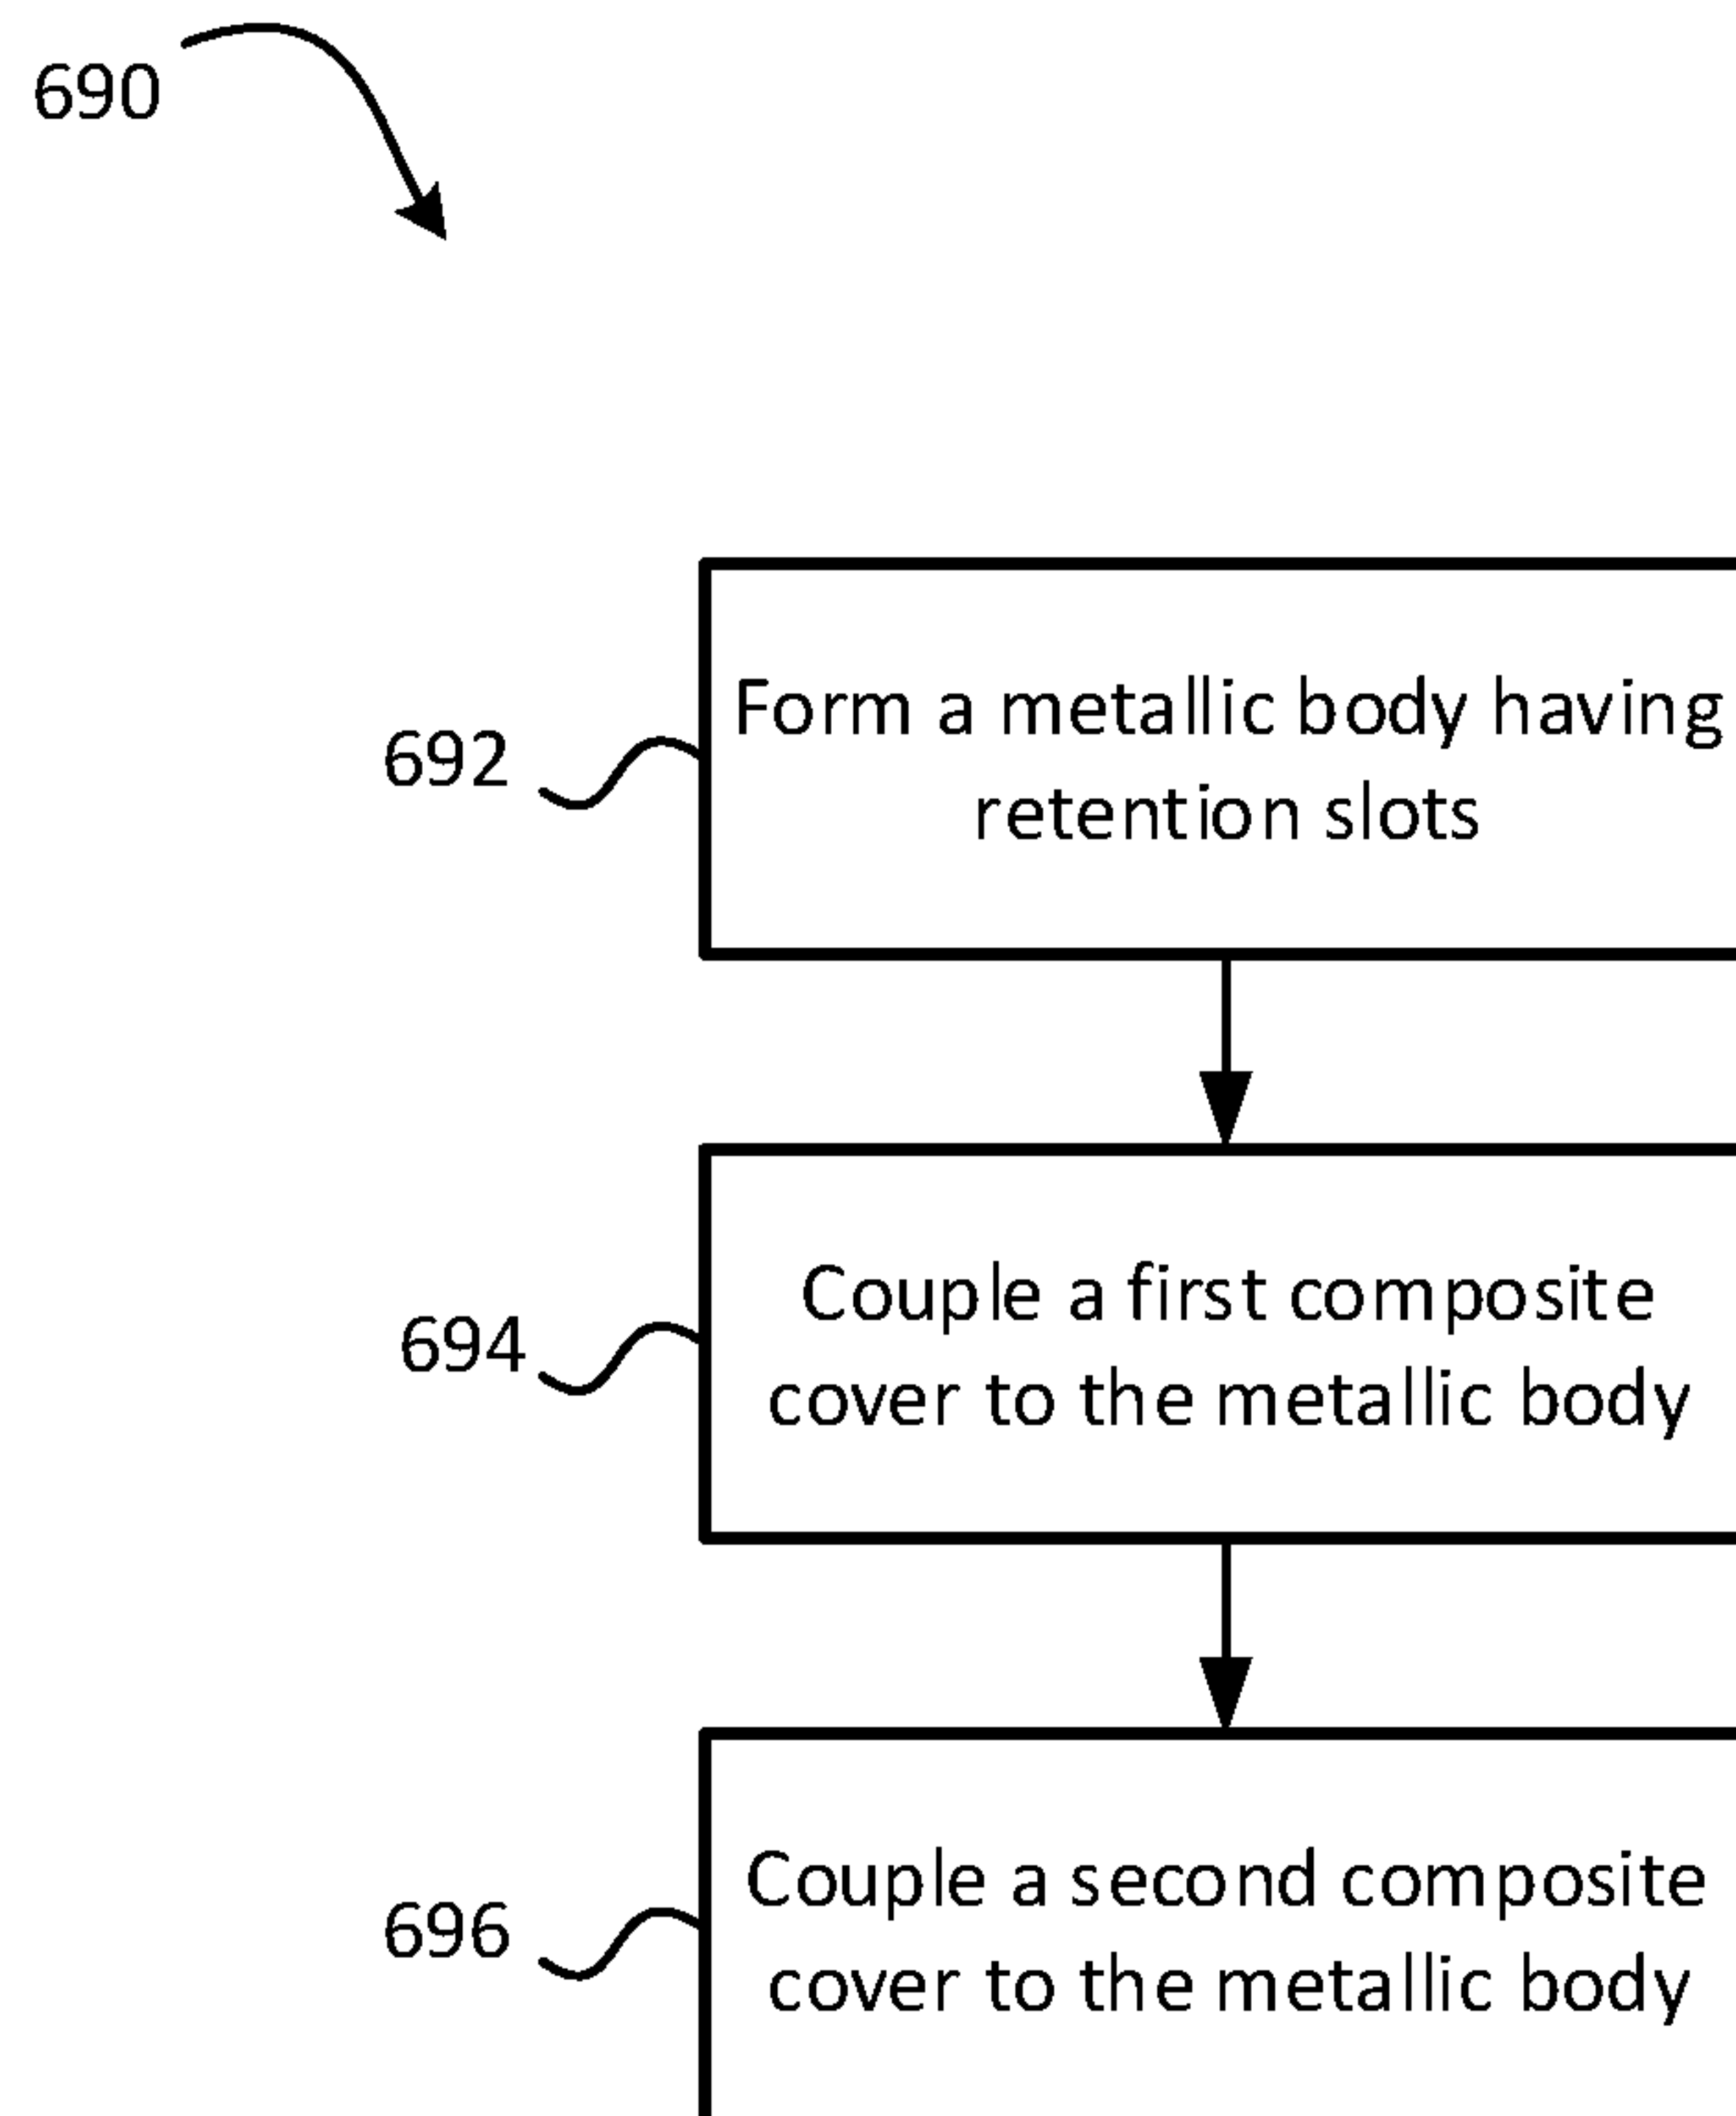 690
692
Form a metallic body having
retention slots
694
Couple a first composite
cover to the metallic body
696
Couple a second composite
cover to the metallic body